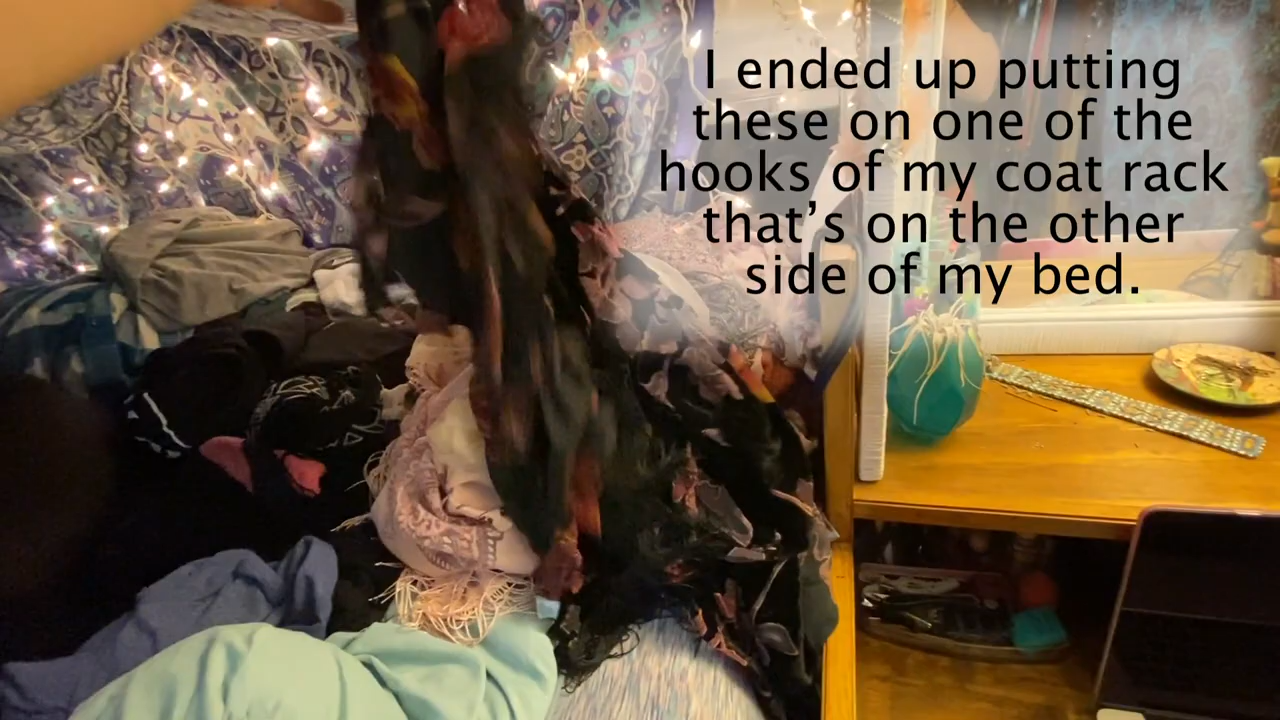 I ended up putting
these on one of the
hooks of my coat rack
that’s on the other
side of my bed.